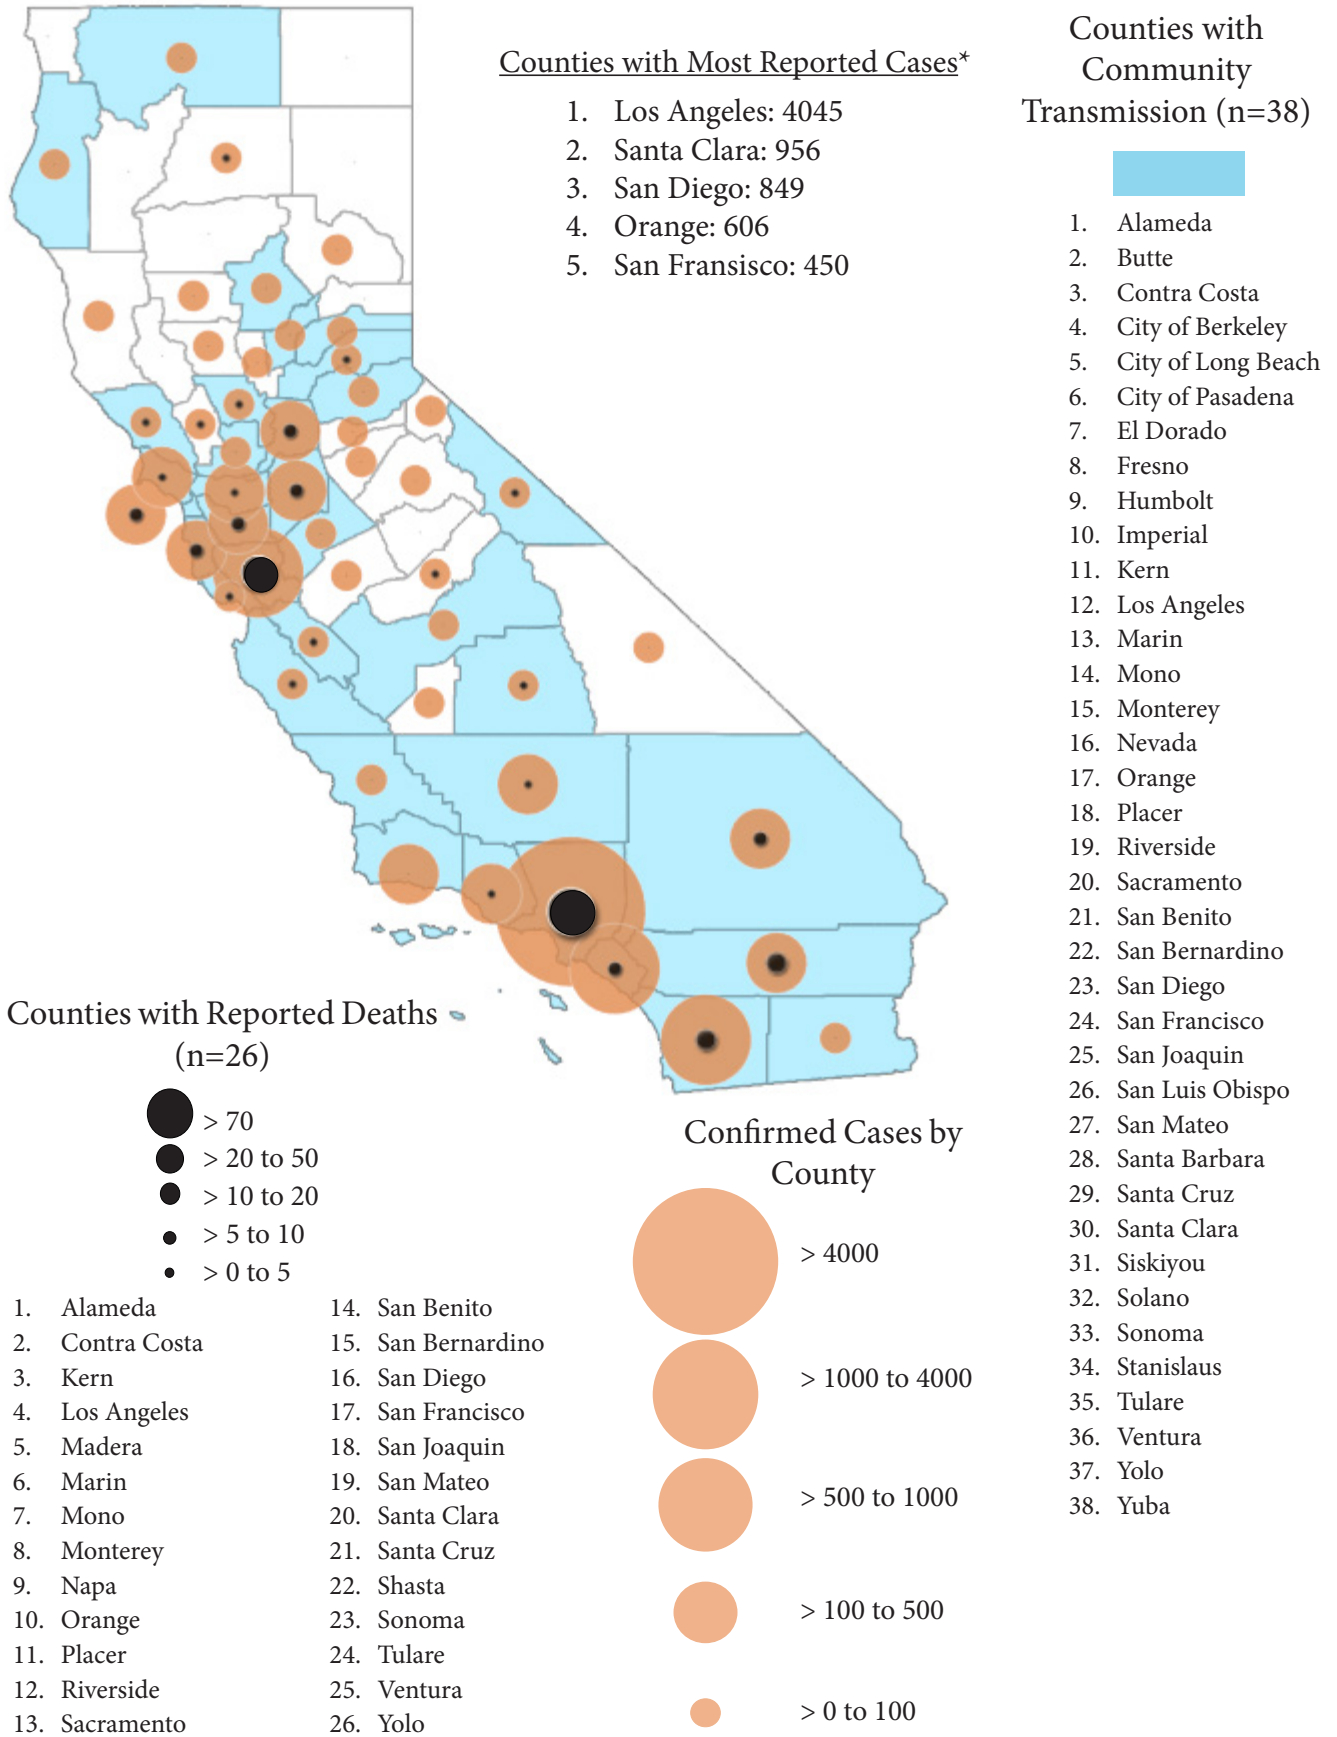 Counties with Most Reported Cases*
1. Los Angeles: 4045
2. Santa Clara: 956
3. San Diego: 849
4. Orange: 606
5. San Fransisco: 450
Counties with
Community
Transmission (n=38)
1. Alameda
2. Butte
3. Contra Costa
4. City of Berkeley
5. City of Long Beach
6. City of Pasadena
7. El Dorado
8. Fresno
9. Humbolt
10. Imperial
11. Kern
12. Los Angeles
13. Marin
14. Mono
15. Monterey
16. Nevada
17. Orange
18. Placer
19. Riverside
20. Sacramento
21. San Benito
22. San Bernardino
23. San Diego
24. San Francisco
25. San Joaquin
26. San Luis Obispo
27. San Mateo
28. Santa Barbara
29. Santa Cruz
30. Santa Clara
31. Siskiyou
32. Solano
33. Sonoma
34. Stanislaus
35. Tulare
36. Ventura
37. Yolo
38. Yuba
Counties with Reported Deaths
(n=26)
> 70
> 20 to 50
> 10 to 20
> 5 to 10
> 0 to 5
1. Alameda
2. Contra Costa
3. Kern
4. Los Angeles
5. Madera
6. Marin
7. Mono
8. Monterey
9. Napa
10. Orange
11. Placer
12. Riverside
13. Sacramento
14. San Benito
15. San Bernardino
16. San Diego
17. San Francisco
18. San Joaquin
19. San Mateo
20. Santa Clara
21. Santa Cruz
22. Shasta
23. Sonoma
24. Tulare
25. Ventura
26. Yolo
Confirmed Cases by
County
> 4000
> 1000 to 4000
> 500 to 1000
> 100 to 500
> 0 to 100